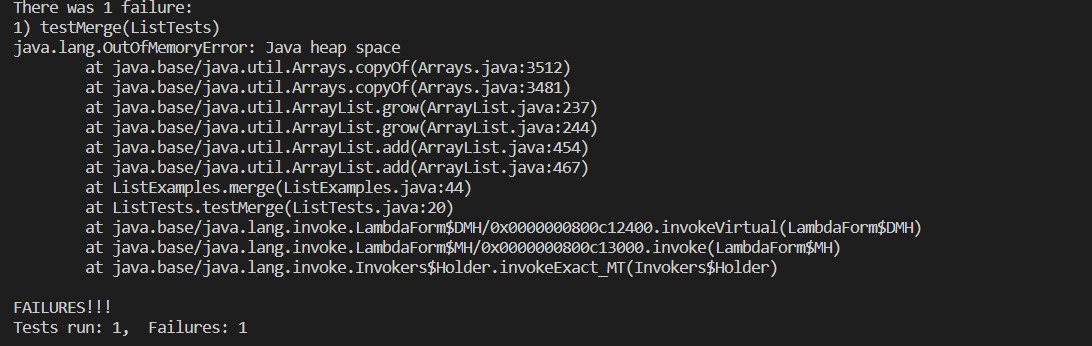 There was 1 failure:
1) testMerge(ListTests)
java.lang.OutOfMemoryError: Java heap space
        at java.base/java.util.Arrays.copyOf(Arrays.java:3512)
        at java.base/java.util.Arrays.copyOf(Arrays.java:3481)
        at java.base/java.util.ArrayList.grow(ArrayList.java:237)
        at java.base/java.util.ArrayList.grow(ArrayList.java:244)
        at java.base/java.util.ArrayList.add(ArrayList.java:454)
        at java.base/java.util.ArrayList.add(ArrayList.java:467)
        at ListExamples.merge(ListExamples.java:44)
        at ListTests.testMerge(ListTests.java:20)
        at java.base/java.lang.invoke.LambdaForm$DMH/0x0000000800c12400.invokeVirtual(LambdaForm$DMH)
        at java.base/java.lang.invoke.LambdaForm$MH/0x0000000800c13000.invoke(LambdaForm$MH)
        at java.base/java.lang.invoke.Invokers$Holder.invokeExact_MT(Invokers$Holder)

FAILURES!!!
Tests run: 1,  Failures: 1